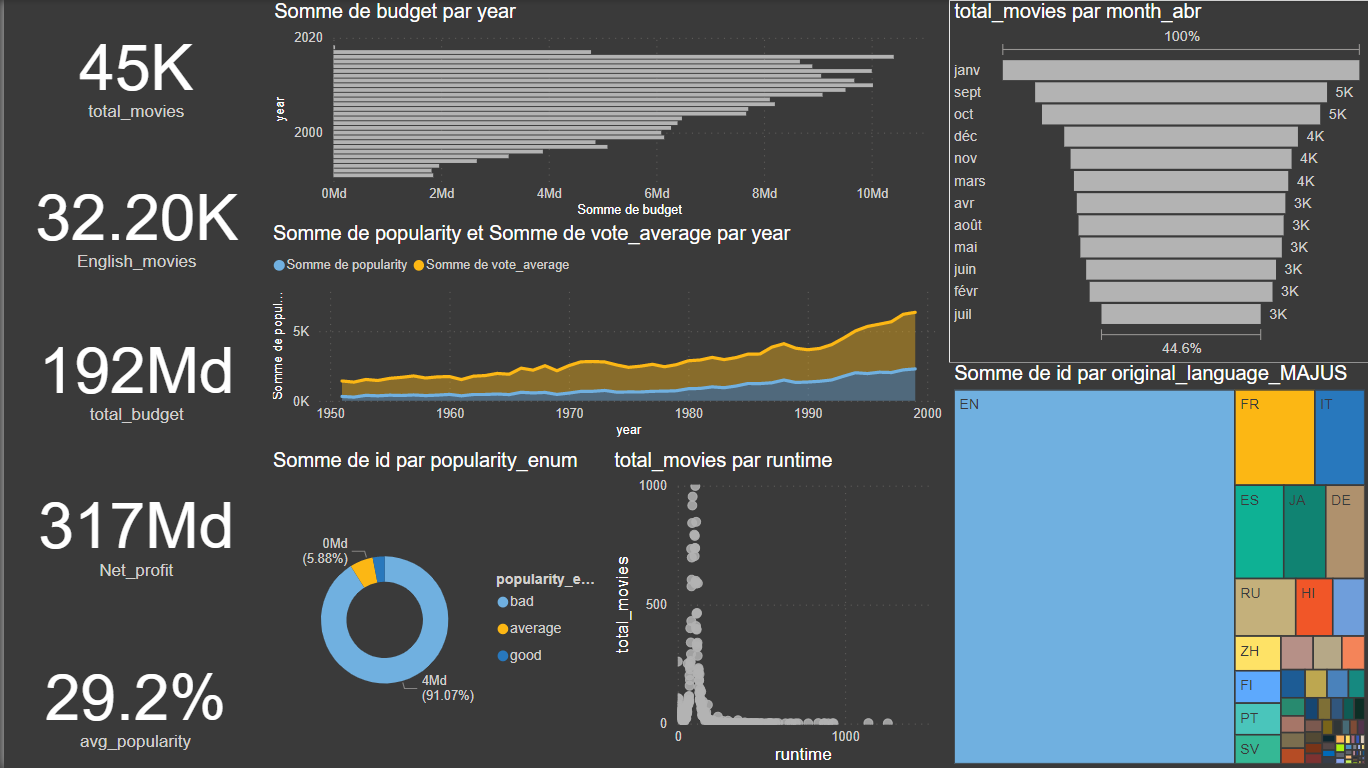 45K
total_movies
32.20K
English_movies
192Md
total_budget
317Md
Net_profit
29.2%
avg_popularity
Somme de budget par year
2020
2000
year
0Md 2Md 4Md 6Md 8Md 10Md
Somme de budget
Somme de popularity et Somme de vote_average par year
Somme de popularity Somme de vote_average
Somme de popul...
5K
0K
1950 1960 1970 1980 1990 2000
year
Somme de id par popularity_enum
0Md
(5.88%)
4Md
(91.07%)
popularity_e...
bad
average
good
total_movies par runtime
total_movies
1000
500
0
0 1000
runtime
total_movies par month_abr
100%
janv
sept 5K
oct 5K
déc 4K
nov 4K
mars 4K
avr 3K
août 3K
mai 3K
juin 3K
févr 3K
juil 3K
44.6%
Somme de id par original_language_MAJUS
EN FR IT
ES JA DE
RU HI
ZH
FI
PT
SV